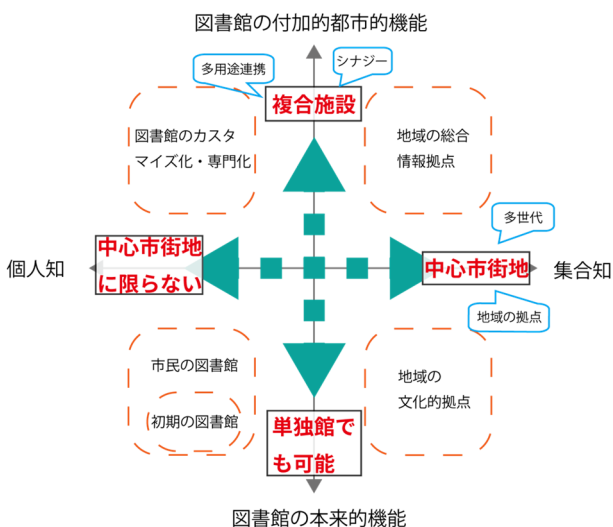 図書館の付加的都市的機能
多用途連携
シナジー
複合施設
図書館のカスタ
マイズ化・専門化
地域の総合
情報拠点
多世代
個人知
中心市街地
に限らない
中心市街地
集合知
地域の拠点
市民の図書館
初期の図書館
地域の
文化的拠点
単独館で
も可能
図書館の本来的機能